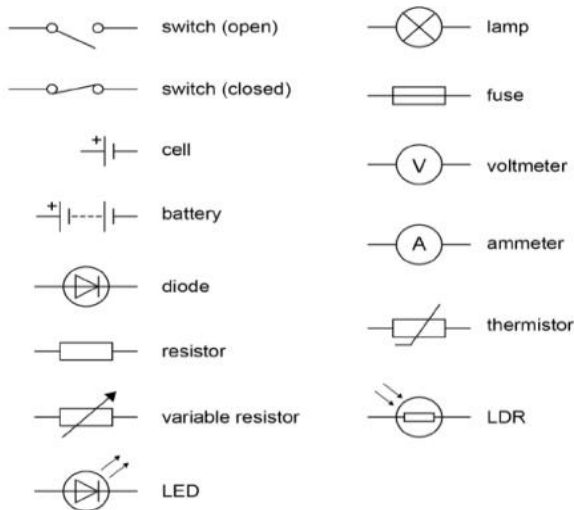 switch (open)
switch (closed)
+
cell
+
battery
diode
resistor
variable resistor
LED
lamp
fuse
V
voltmeter
A
ammeter
thermistor
LDR